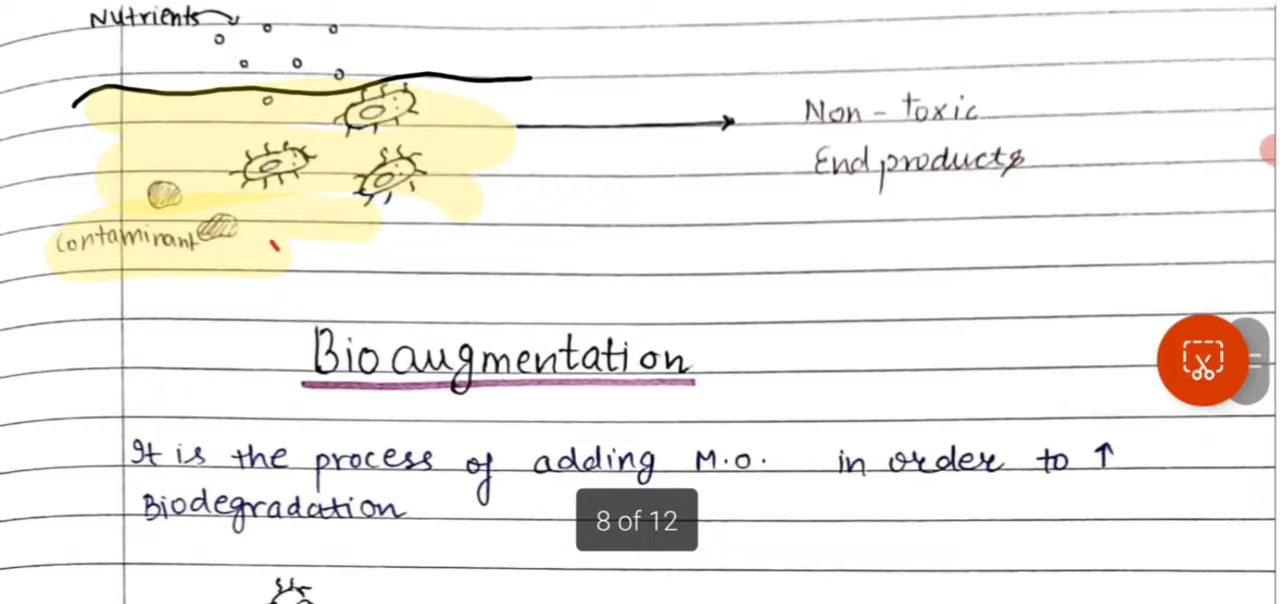 Nutrients
Non - toxic
End products
Contaminant
Bioaugmentation
It is the process of adding M.O. in order to ↑
Biodegradation
8 of 12